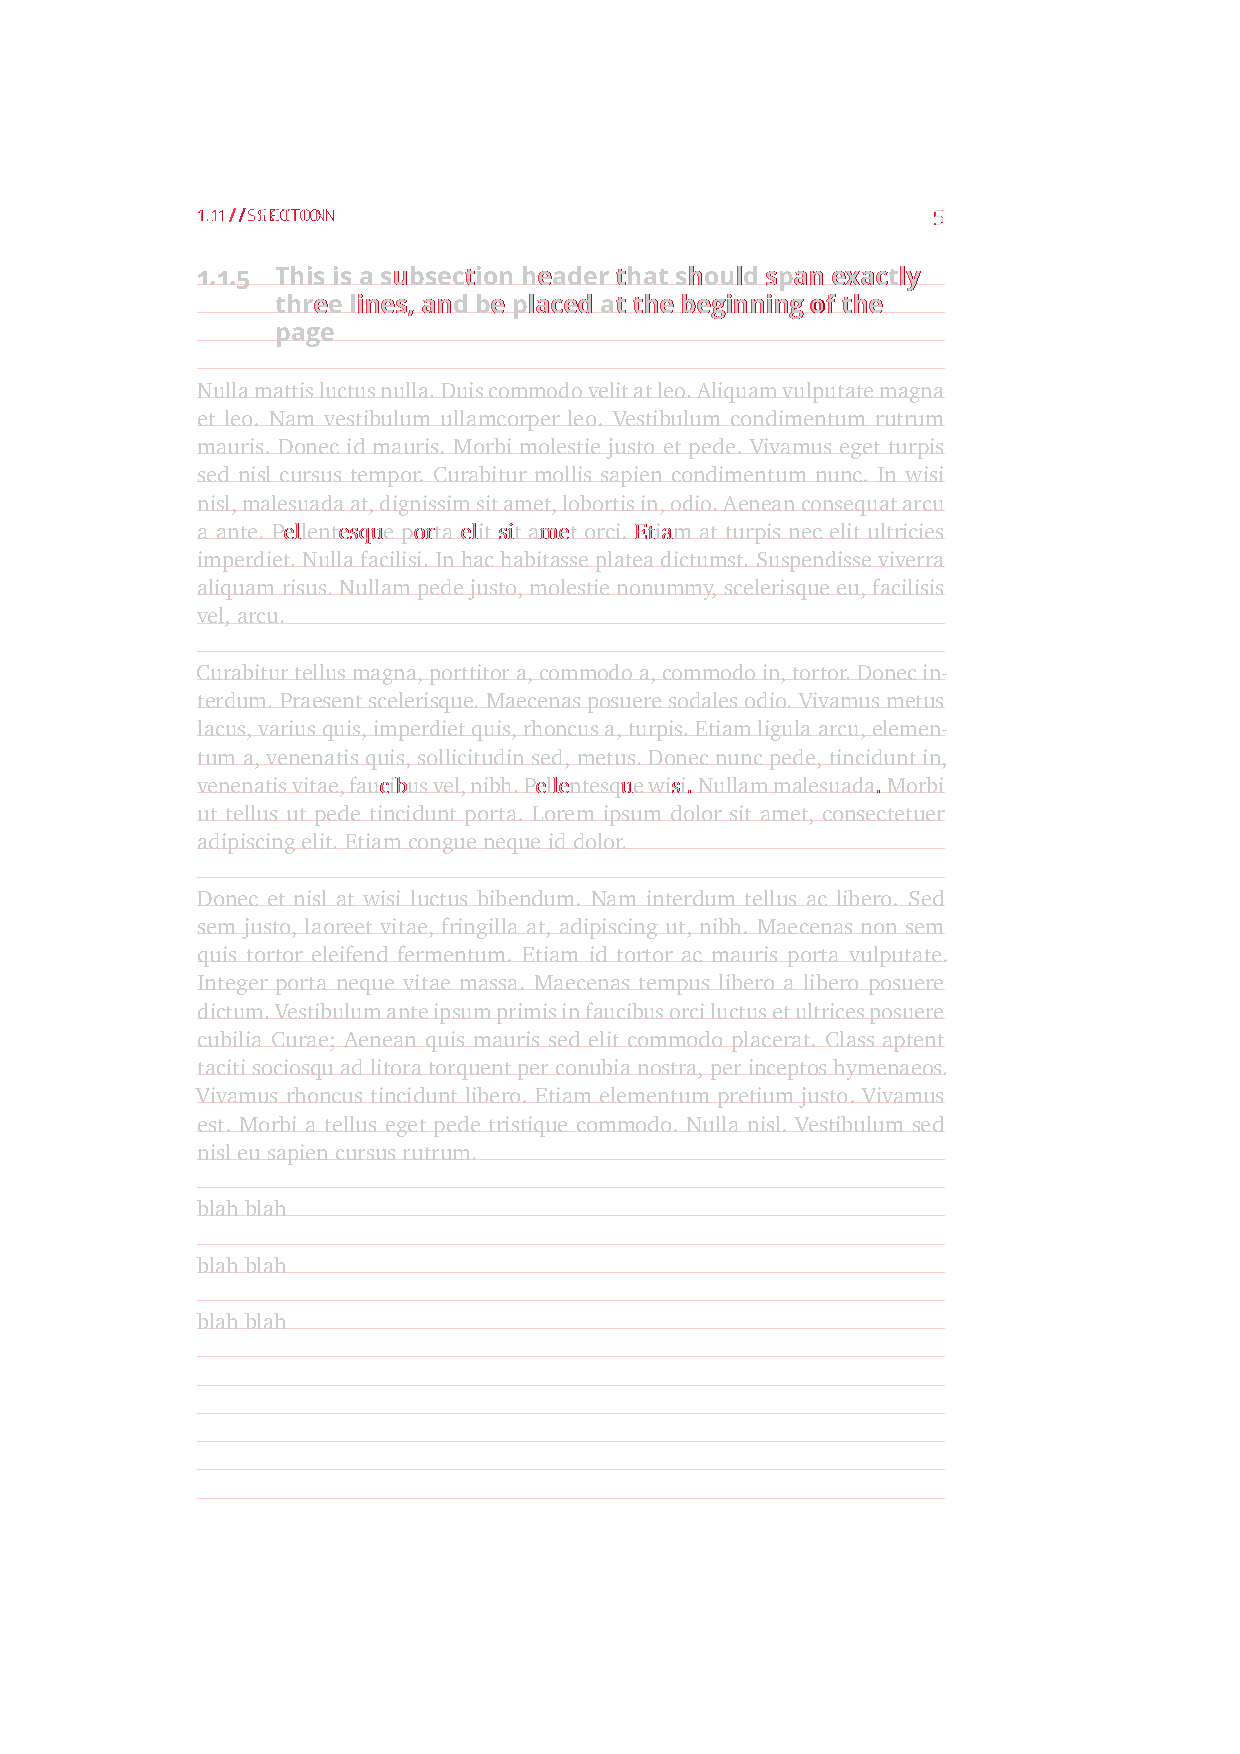 1.1 // SECTION 5
1.1.5 This is a subsection header that should span exactly
three lines, and be placed at the beginning of the
page
Nulla mattis luctus nulla. Duis commodo velit at leo. Aliquam vulputate magna
et leo. Nam vestibulum ullamcorper leo. Vestibulum condimentum rutrum
mauris. Donec id mauris. Morbi molestie justo et pede. Vivamus eget turpis
sed nisl cursus tempor. Curabitur mollis sapien condimentum nunc. In wisi
nisl, malesuada at, dignissim sit amet, lobortis in, odio. Aenean consequat arcu
a ante. Pellentesque porta elit sit amet orci. Etiam at turpis nec elit ultricies
imperdiet. Nulla facilisi. In hac habitasse platea dictumst. Suspendisse viverra
aliquam risus. Nullam pede justo, molestie nonummy, scelerisque eu, facilisis
vel, arcu.
Curabitur tellus magna, porttitor a, commodo a, commodo in, tortor. Donec in-
terdum. Praesent scelerisque. Maecenas posuere sodales odio. Vivamus metus
lacus, varius quis, imperdiet quis, rhoncus a, turpis. Etiam ligula arcu, elemen-
tum a, venenatis quis, sollicitudin sed, metus. Donec nunc pede, tincidunt in,
venenatis vitae, faucibus vel, nibh. Pellentesque wisi. Nullam malesuada. Morbi
ut tellus ut pede tincidunt porta. Lorem ipsum dolor sit amet, consectetuer
adipiscing elit. Etiam congue neque id dolor.
Donec et nisl at wisi luctus bibendum. Nam interdum tellus ac libero. Sed
sem justo, laoreet vitae, fringilla at, adipiscing ut, nibh. Maecenas non sem
quis tortor eleifend fermentum. Etiam id tortor ac mauris porta vulputate.
Integer porta neque vitae massa. Maecenas tempus libero a libero posuere
dictum. Vestibulum ante ipsum primis in faucibus orci luctus et ultrices posuere
cubilia Curae; Aenean quis mauris sed elit commodo placerat. Class aptent
taciti sociosqu ad litora torquent per conubia nostra, per inceptos hymenaeos.
Vivamus rhoncus tincidunt libero. Etiam elementum pretium justo. Vivamus
est. Morbi a tellus eget pede tristique commodo. Nulla nisl. Vestibulum sed
nisl eu sapien cursus rutrum.
blah blah
blah blah
blah blah